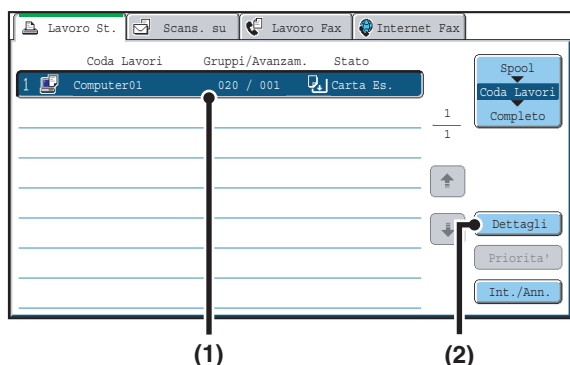 Lavoro St. Scans. su Lavoro Fax Internet Fax
Coda Lavori Gruppi/Avanzam. Stato
1 Computer01 020 / 001 Carta Es.
Spool
Coda Lavori
Completo
1
1
Dettagli
Priorita'
Int./Ann.
(1) (2)